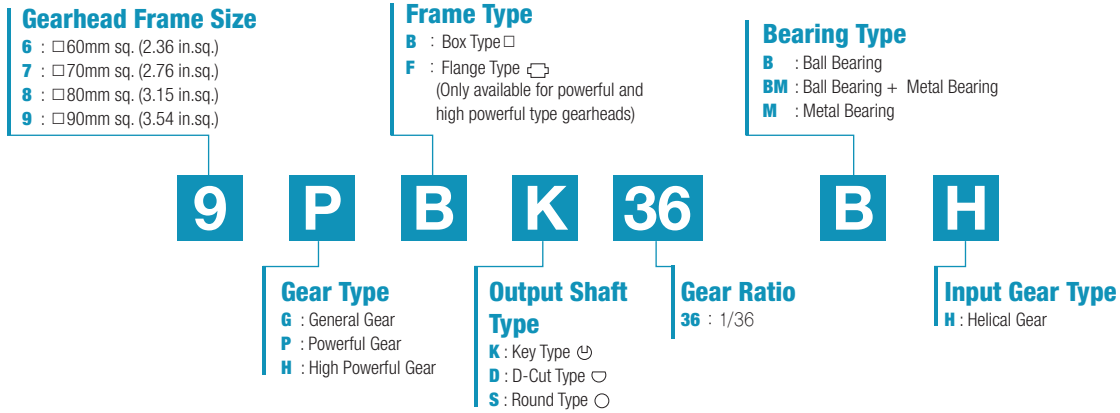 Gearhead Frame Size
6 : □60mm sq. (2.36 in.sq.)
7 : □70mm sq. (2.76 in.sq.)
8 : □80mm sq. (3.15 in.sq.)
9 : □90mm sq. (3.54 in.sq.)
Frame Type
B : Box Type□
F : Flange Type
(Only available for powerful and
high powerful type gearheads)
Bearing Type
B : Ball Bearing
BM : Ball Bearing + Metal Bearing
M : Metal Bearing
9 P B K 36 B H
Gear Type
G : General Gear
P : Powerful Gear
H : High Powerful Gear
Output Shaft
Type
K : Key Type
D : D-Cut Type
S : Round Type ○
Gear Ratio
36 : 1/36
Input Gear Type
H : Helical Gear